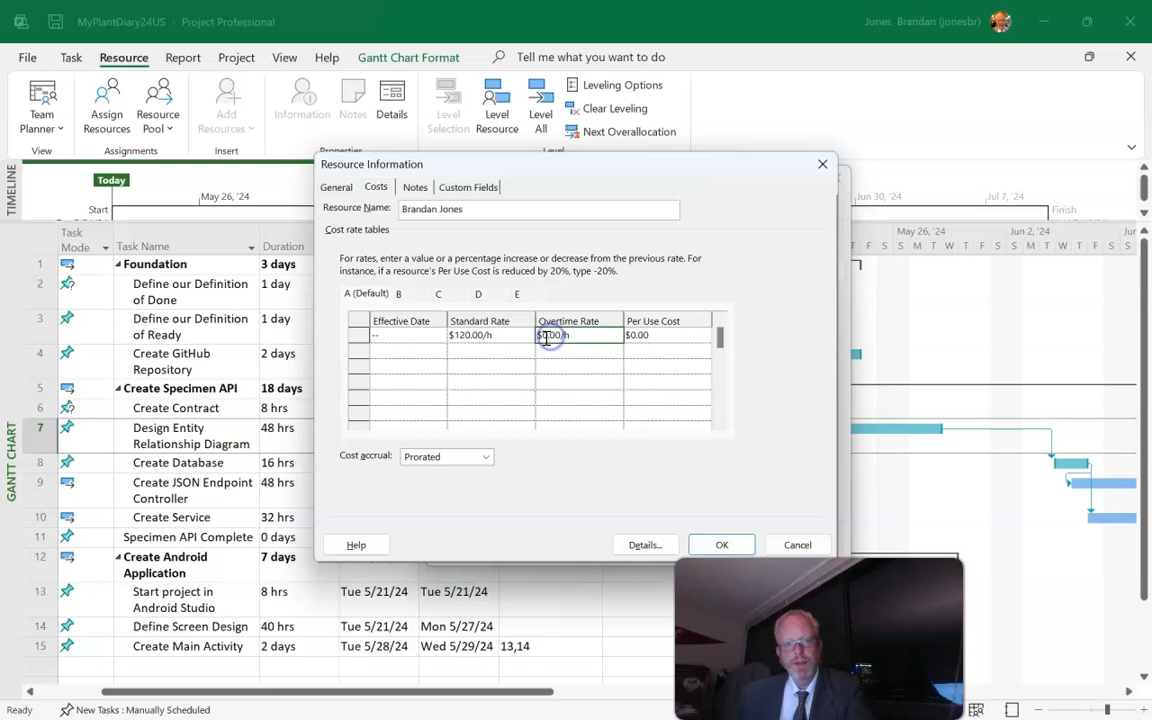 MyPlantDiary24US - Project Professional
Jones, Brandan (jonesbr)
File Task Resource Report Project View Help Gantt Chart Format Tell me what you want to do
Team Planner
Assign Resources
Resource Pool
Add Resources
Information
Notes
Details
Level Selection
Level Resource
Level All
Leveling Options
Clear Leveling
Next Overallocation
View Assignments Insert
TIMELINE
Today
May 26, '24
Start
Jun 30, '24 Jul 7, '24
Finish
Resource Information
General Costs Notes Custom Fields
Resource Name: Brandan Jones
Cost rate tables
For rates, enter a value or a percentage increase or decrease from the previous rate. For
instance, if a resource's Per Use Cost is reduced by 20%, type -20%.
A (Default) B C D E
Effective Date Standard Rate Overtime Rate Per Use Cost
-- $120.00/h $0.00/h $0.00
Cost accrual: Prorated
Help Details... OK Cancel
GANTT CHART
Task Mode Task Name Duration
May 26, '24 Jun 2, '24
T F S S M T W T F S S M T W T F S
1 Foundation 3 days
2 Define our Definition of Done 1 day
3 Define our Definition of Ready 1 day
4 Create GitHub Repository 2 days
5 Create Specimen API 18 days
6 Create Contract 8 hrs
7 Design Entity Relationship Diagram 48 hrs
8 Create Database 16 hrs
9 Create JSON Endpoint Controller 48 hrs
10 Create Service 32 hrs
11 Specimen API Complete 0 days
12 Create Android Application 7 days
13 Start project in Android Studio 8 hrs Tue 5/21/24 Tue 5/21/24
14 Define Screen Design 40 hrs Tue 5/21/24 Mon 5/27/24
15 Create Main Activity 2 days Tue 5/28/24 Wed 5/29/24 13,14
Ready New Tasks : Manually Scheduled